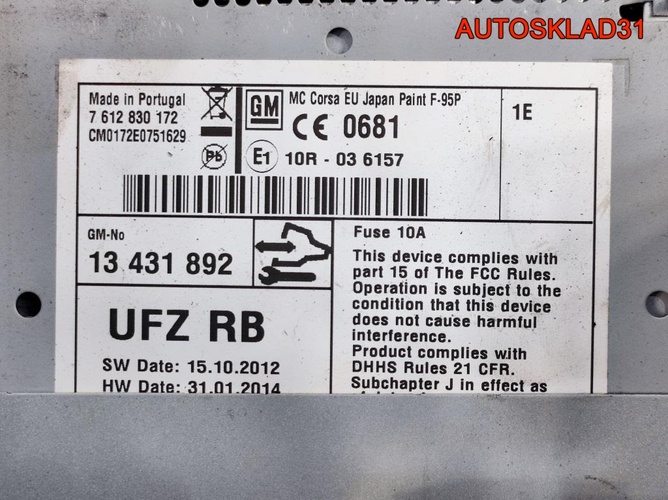 AUTOSKLAD31
Made in Portugal
7 612 830 172
CM0172E0751629
Pb
GM
MC Corsa EU Japan Paint F-95P
CE 0681
E1 10R - 03 6157
1E
GM-No
13 431 892
UFZ RB
SW Date: 15.10.2012
HW Date: 31.01.2014
Fuse 10A
This device complies with
part 15 of The FCC Rules.
Operation is subject to the
condition that this device
does not cause harmful
interference.
Product complies with
DHHS Rules 21 CFR.
Subchapter J in effect as